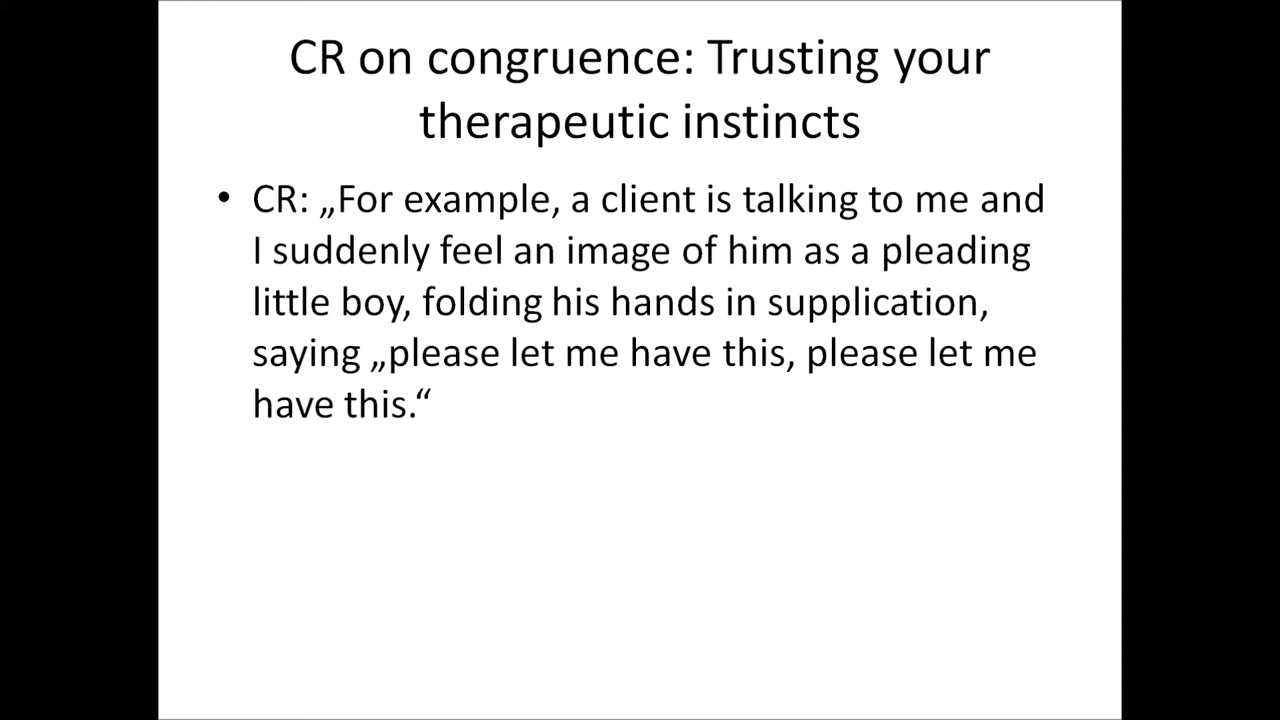 CR on congruence: Trusting your
therapeutic instincts
• CR: „For example, a client is talking to me and
I suddenly feel an image of him as a pleading
little boy, folding his hands in supplication,
saying „please let me have this, please let me
have this.“